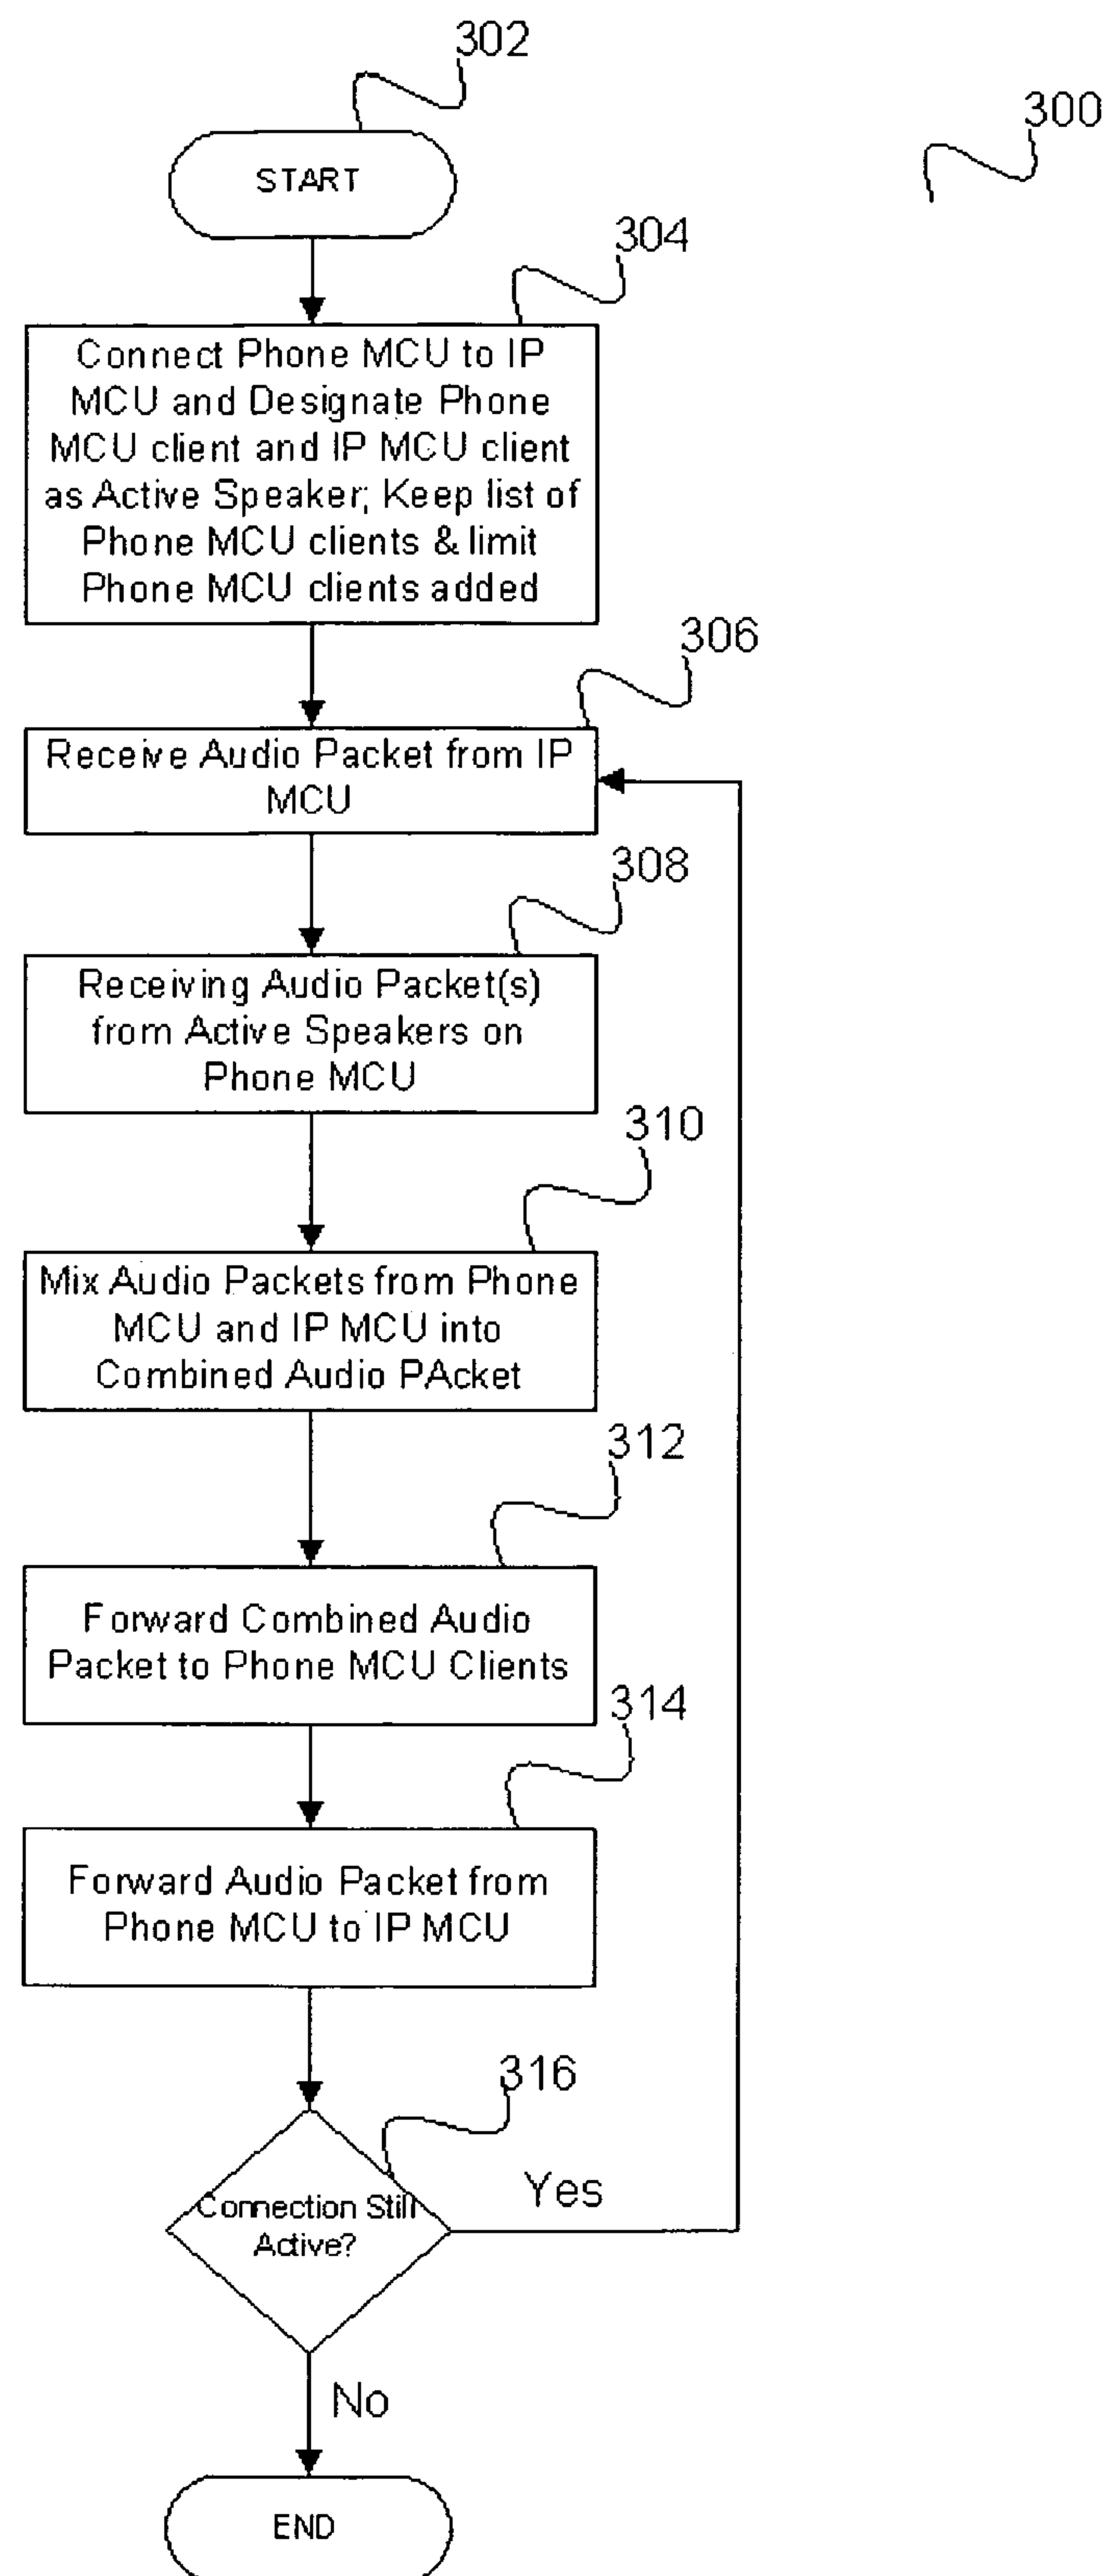 302
300
START
304
Connect Phone MCU to IP
MCU and Designate Phone
MCU client and IP MCU client
as Active Speaker; Keep list of
Phone MCU clients & limit
Phone MCU clients added
306
Receive Audio Packet from IP
MCU
308
Receiving Audio Packet(s)
from Active Speakers on
Phone MCU
310
Mix Audio Packets from Phone
MCU and IP MCU into
Combined Audio PAcket
312
Forward Combined Audio
Packet to Phone MCU Clients
314
Forward Audio Packet from
Phone MCU to IP MCU
316
Connection Still
Active?
Yes
No
END